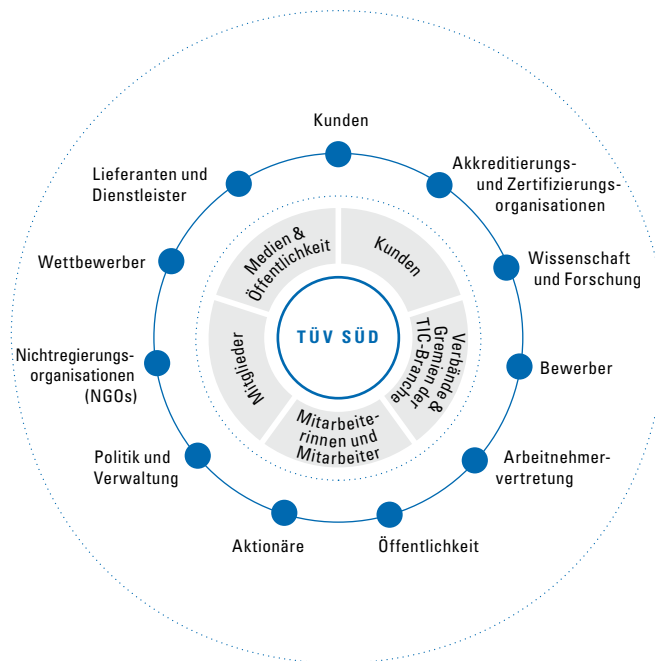 Kunden
Akkreditierungs-
und Zertifizierungs-
organisationen
Lieferanten und
Dienstleister
Wissenschaft
und Forschung
Wettbewerber
Bewerber
Nichtregierungs-
organisationen
(NGOs)
Arbeitnehmer-
vertretung
Politik und
Verwaltung
Öffentlichkeit
Aktionäre
Medien &
Öffentlichkeit
Kunden
Verbände &
Gremien der
TIC-Branche
Mitarbeite-
rinnen und
Mitarbeiter
Mitglieder
TÜV SÜD